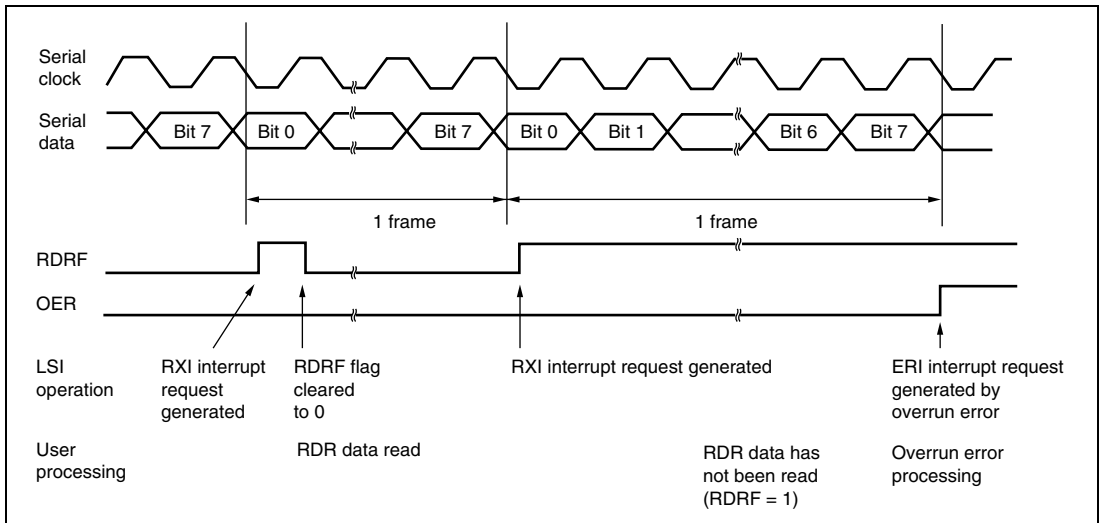 Serial
clock
Serial
data
Bit 7
Bit 0
Bit 7
Bit 0
Bit 1
Bit 6
Bit 7
1 frame
1 frame
RDRF
OER
LSI
operation
RXI interrupt
request
generated
RDRF flag
cleared
to 0
RXI interrupt request generated
ERI interrupt request
generated by
overrun error
User
processing
RDR data read
RDR data has
not been read
(RDRF = 1)
Overrun error
processing